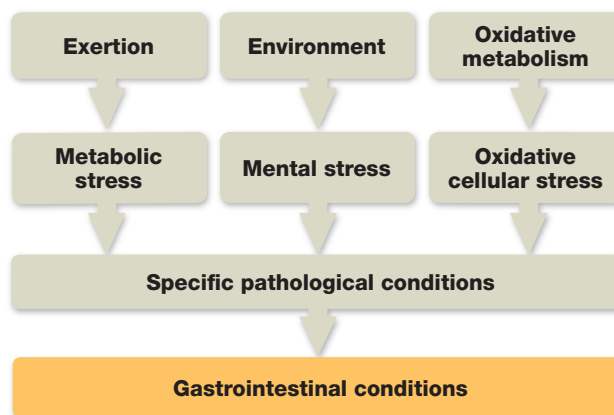 Exertion
Environment
Oxidative
metabolism
Metabolic
stress
Mental stress
Oxidative
cellular stress
Specific pathological conditions
Gastrointestinal conditions